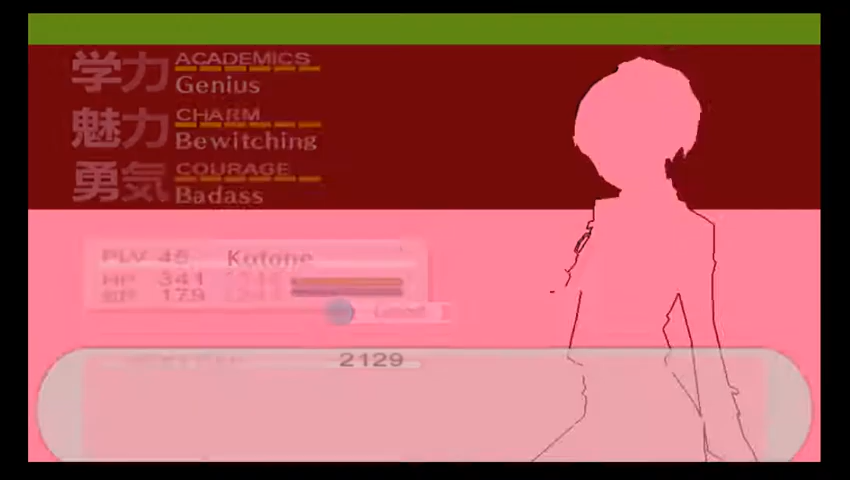 学力 ACADEMICS
Genius
魅力 CHARM
Bewitching
勇気 COURAGE
Badass
PLV 45 Kotone
HP 341
SP 179
2129